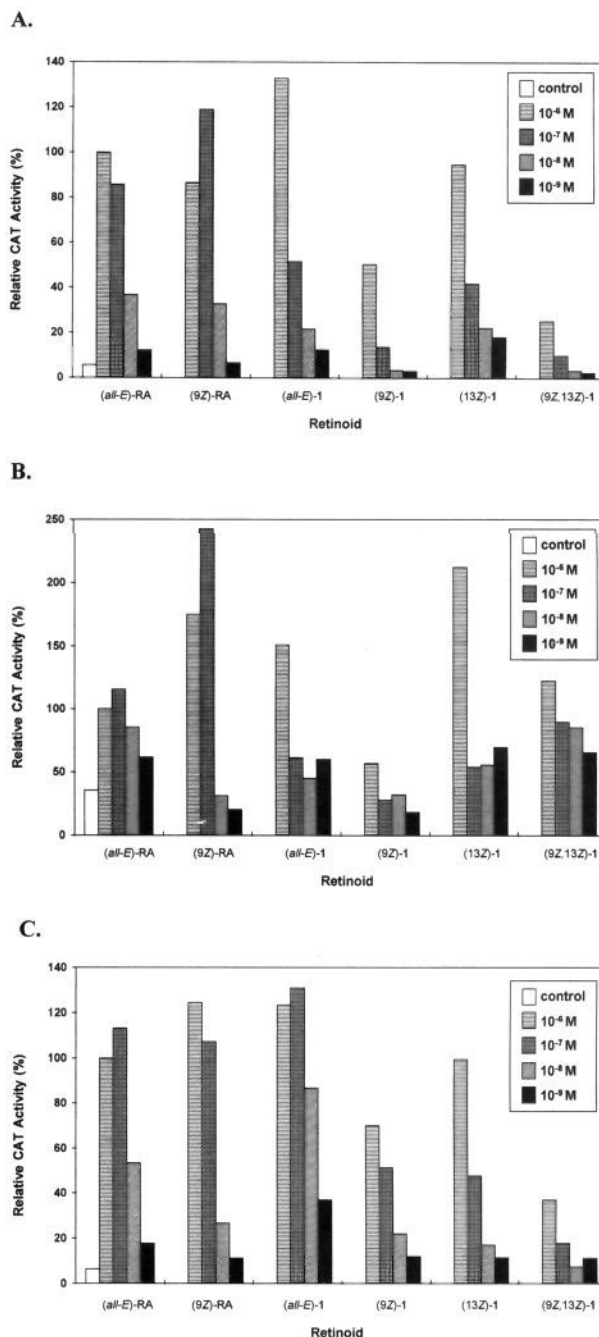 A.
140
120
100
80
60
40
20
0
Relative CAT Activity (%)
control
10⁻⁶ M
10⁻⁷ M
10⁻⁸ M
10⁻⁹ M
(all-E)-RA (9Z)-RA (all-E)-1 (9Z)-1 (13Z)-1 (9Z,13Z)-1
Retinoid
B.
250
200
150
100
50
0
Relative CAT Activity (%)
control
10⁻⁶ M
10⁻⁷ M
10⁻⁸ M
10⁻⁹ M
(all-E)-RA (9Z)-RA (all-E)-1 (9Z)-1 (13Z)-1 (9Z,13Z)-1
Retinoid
C.
140
120
100
80
60
40
20
0
Relative CAT Activity (%)
control
10⁻⁶ M
10⁻⁷ M
10⁻⁸ M
10⁻⁹ M
(all-E)-RA (9Z)-RA (all-E)-1 (9Z)-1 (13Z)-1 (9Z,13Z)-1
Retinoid